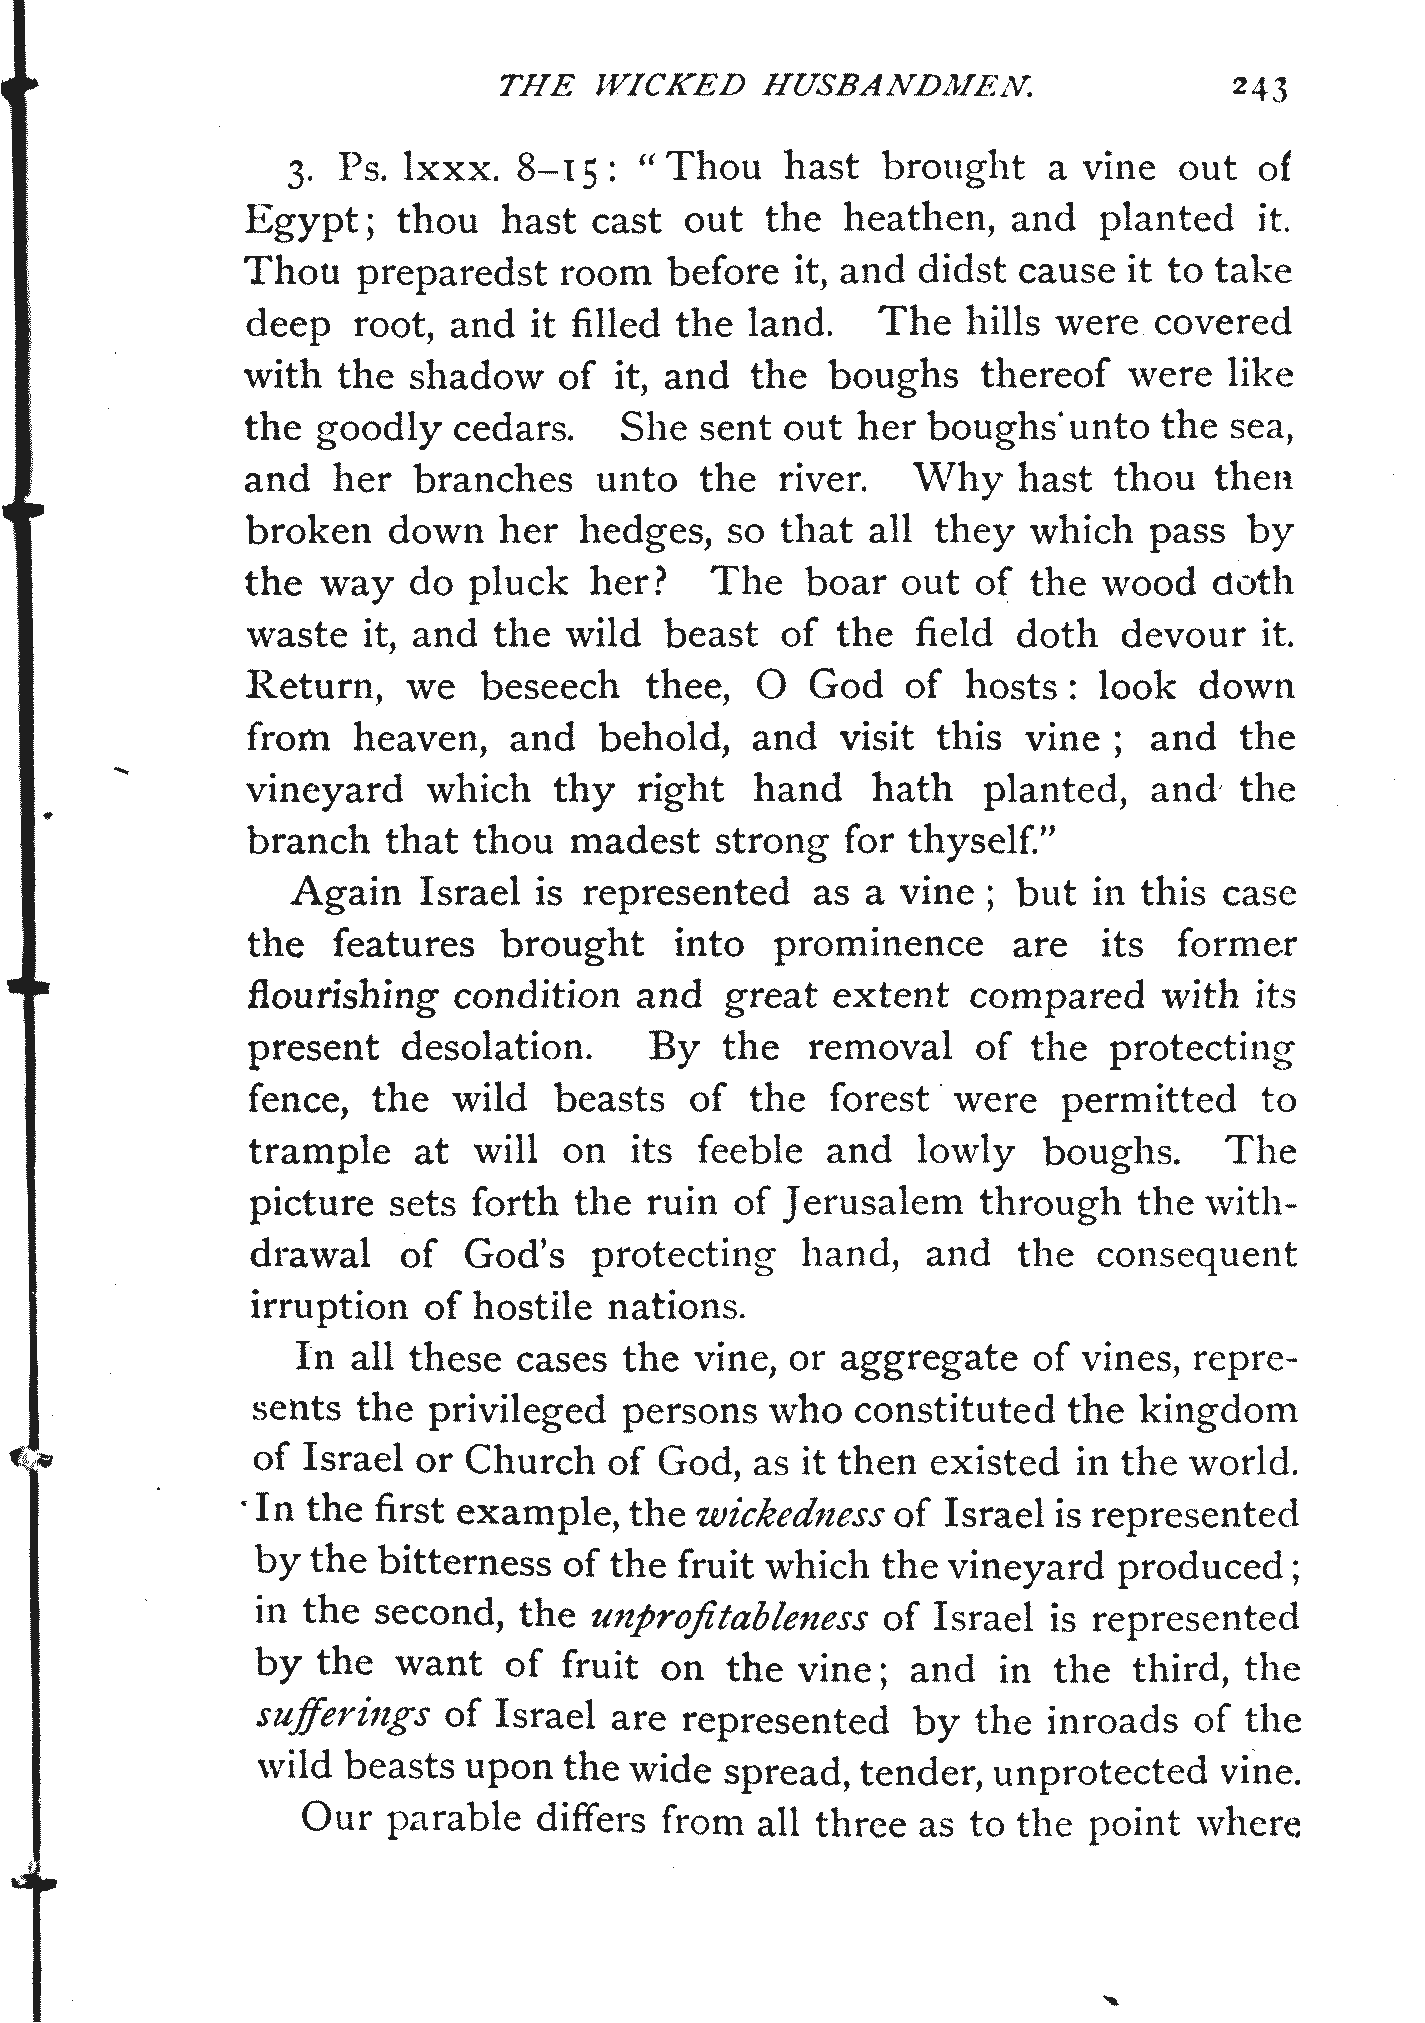 THE WICKED HUSBANDMEN. 243
3. Ps. lxxx. 8–15: “Thou hast brought a vine out of
Egypt; thou hast cast out the heathen, and planted it.
Thou preparedst room before it, and didst cause it to take
deep root, and it filled the land. The hills were covered
with the shadow of it, and the boughs thereof were like
the goodly cedars. She sent out her boughs unto the sea,
and her branches unto the river. Why hast thou then
broken down her hedges, so that all they which pass by
the way do pluck her? The boar out of the wood doth
waste it, and the wild beast of the field doth devour it.
Return, we beseech thee, O God of hosts: look down
from heaven, and behold, and visit this vine; and the
vineyard which thy right hand hath planted, and the
branch that thou madest strong for thyself.”
Again Israel is represented as a vine; but in this case
the features brought into prominence are its former
flourishing condition and great extent compared with its
present desolation. By the removal of the protecting
fence, the wild beasts of the forest were permitted to
trample at will on its feeble and lowly boughs. The
picture sets forth the ruin of Jerusalem through the with-
drawal of God's protecting hand, and the consequent
irruption of hostile nations.
In all these cases the vine, or aggregate of vines, repre-
sents the privileged persons who constituted the kingdom
of Israel or Church of God, as it then existed in the world.
In the first example, the wickedness of Israel is represented
by the bitterness of the fruit which the vineyard produced;
in the second, the unprofitableness of Israel is represented
by the want of fruit on the vine; and in the third, the
sufferings of Israel are represented by the inroads of the
wild beasts upon the wide spread, tender, unprotected vine.
Our parable differs from all three as to the point where